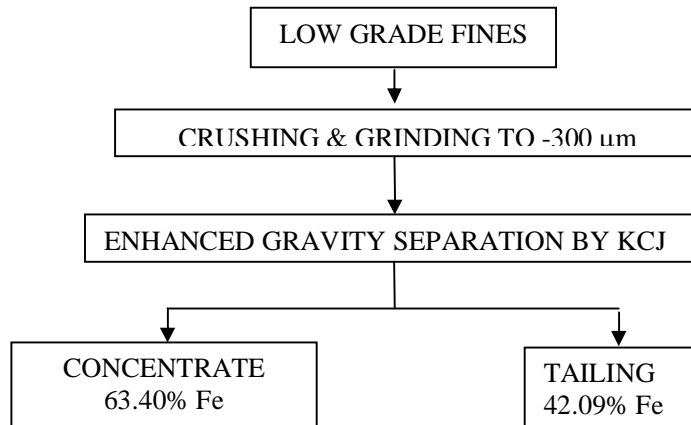 LOW GRADE FINES
CRUSHING & GRINDING TO -300 µm
ENHANCED GRAVITY SEPARATION BY KCJ
CONCENTRATE
63.40% Fe
TAILING
42.09% Fe